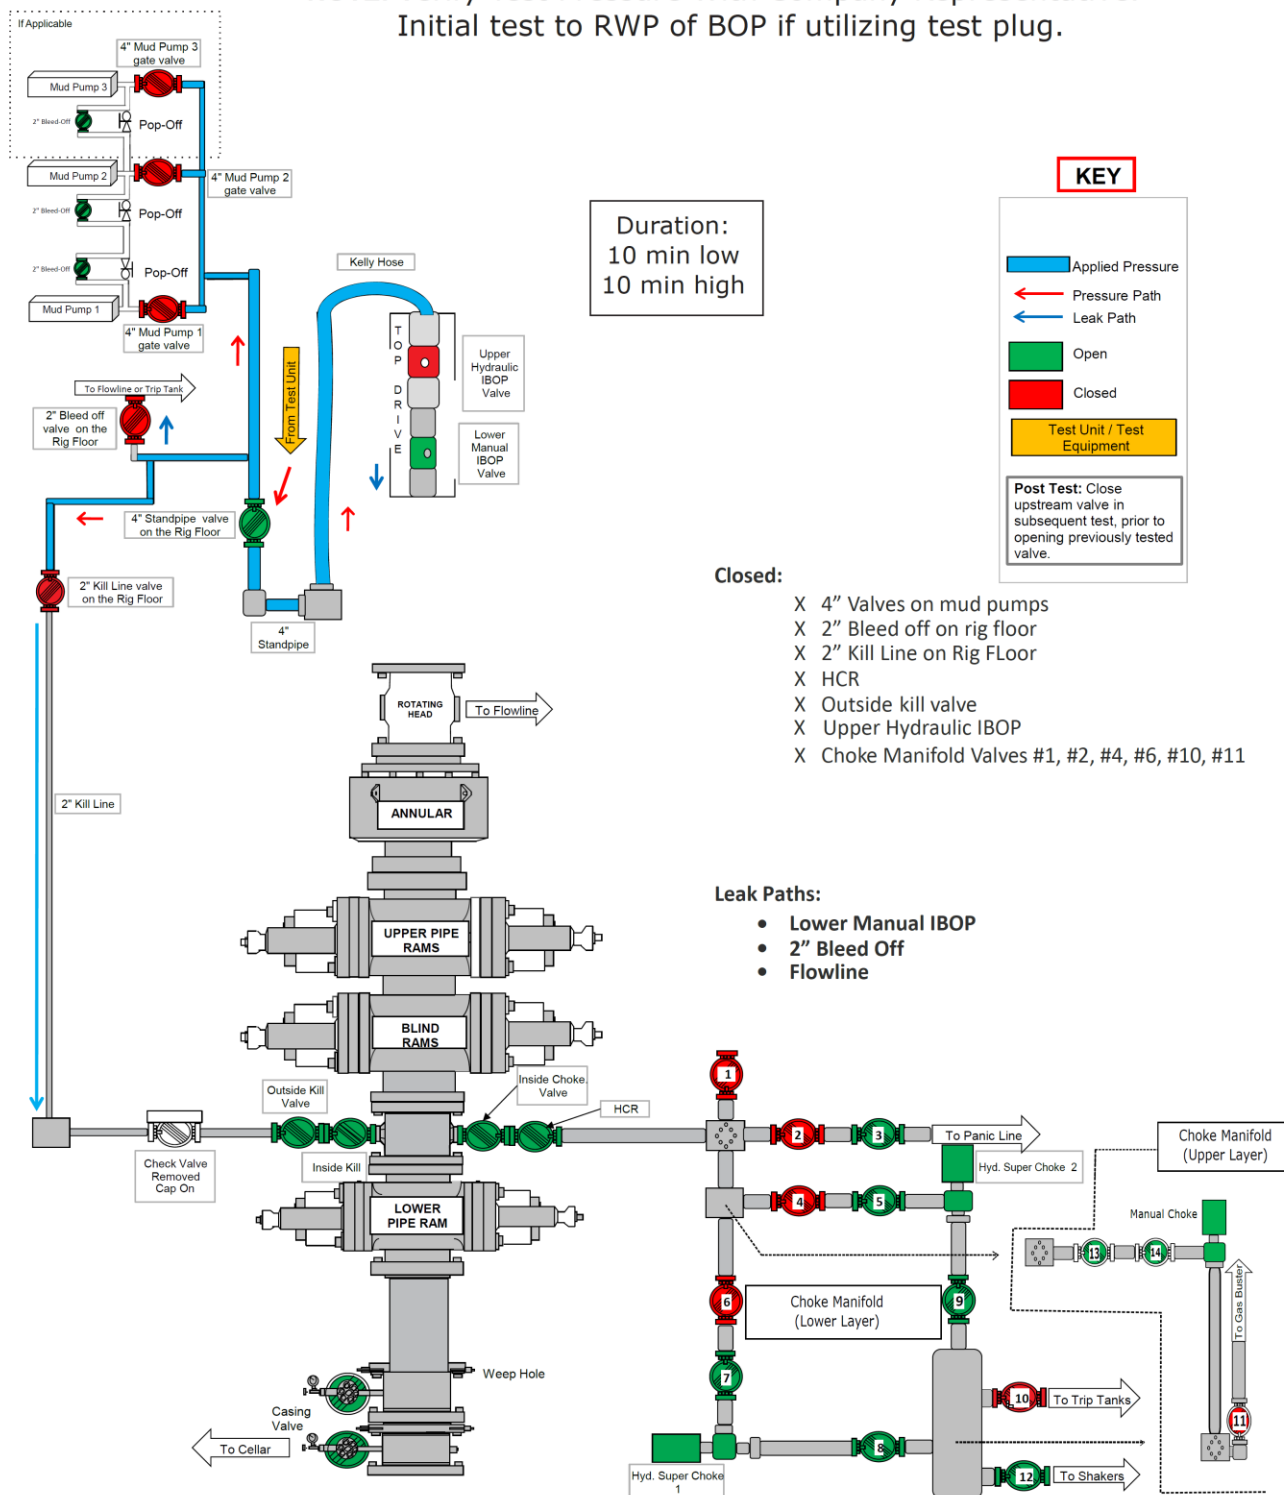 Initial test to RWP of BOP if utilizing test plug.
If Applicable
4" Mud Pump 3
gate valve
Mud Pump 3
2" Bleed-Off
Pop-Off
Mud Pump 2
4" Mud Pump 2
gate valve
2" Bleed-Off
Pop-Off
2" Bleed-Off
Pop-Off
Mud Pump 1
4" Mud Pump 1
gate valve
Kelly Hose
Duration:
10 min low
10 min high
KEY
Applied Pressure
Pressure Path
Leak Path
Open
Closed
Test Unit / Test
Equipment
Post Test: Close
upstream valve in
subsequent test, prior to
opening previously tested
valve.
TOP DRIVE
Upper
Hydraulic
IBOP
Valve
Lower
Manual
IBOP
Valve
From Test Unit
To Flowline or Trip Tank
2" Bleed off
valve on the
Rig Floor
4" Standpipe valve
on the Rig Floor
2" Kill Line valve
on the Rig Floor
4"
Standpipe
Closed:
X 4” Valves on mud pumps
X 2” Bleed off on rig floor
X 2” Kill Line on Rig FLoor
X HCR
X Outside kill valve
X Upper Hydraulic IBOP
X Choke Manifold Valves #1, #2, #4, #6, #10, #11
ROTATING
HEAD
To Flowline
2" Kill Line
ANNULAR
Leak Paths:
• Lower Manual IBOP
• 2” Bleed Off
• Flowline
UPPER PIPE
RAMS
BLIND
RAMS
Outside Kill
Valve
Inside Choke.
Valve
HCR
Check Valve
Removed
Cap On
Inside Kill
LOWER
PIPE RAM
1
2
3
To Panic Line
Hyd. Super Choke 2
Choke Manifold
(Upper Layer)
4
5
Manual Choke
13
14
6
Choke Manifold
(Lower Layer)
9
To Gas Buster
Weep Hole
7
Casing
Valve
10
To Trip Tanks
11
To Cellar
8
Hyd. Super Choke
1
12
To Shakers